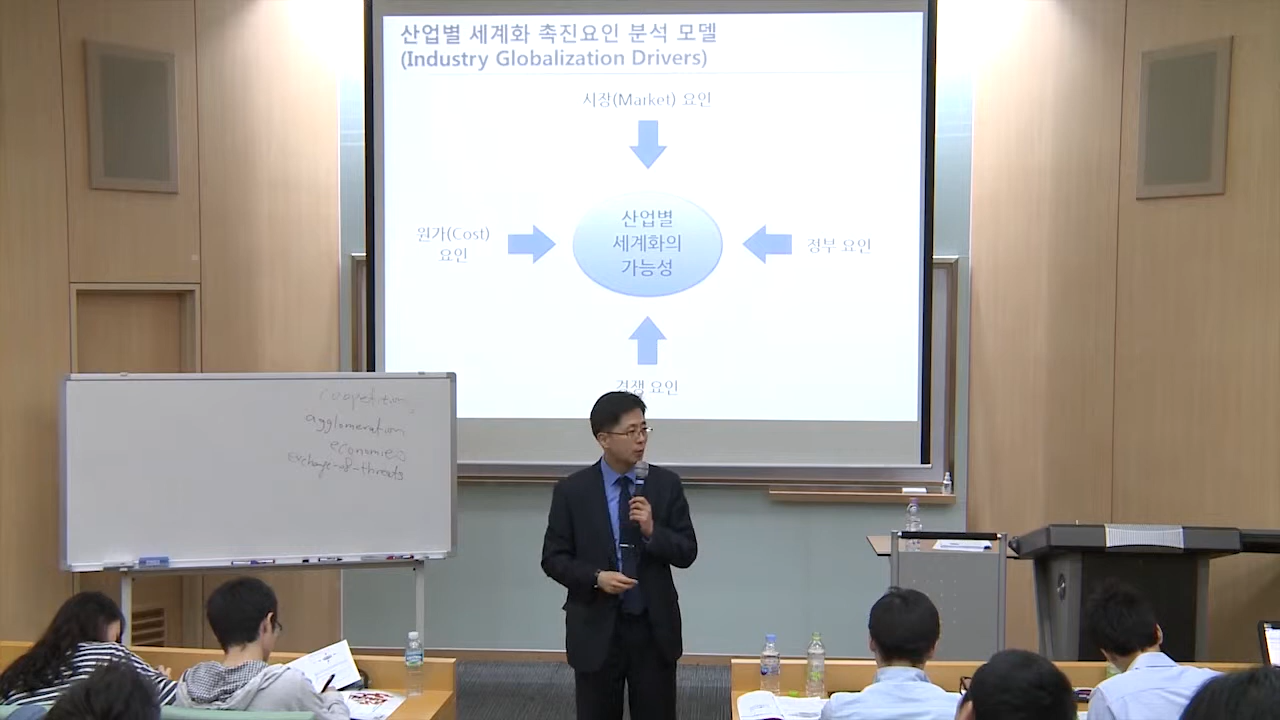 산업별 세계화 촉진요인 분석 모델
(Industry Globalization Drivers)
시장(Market) 요인
원가(Cost)
요인
산업별
세계화의
가능성
정부 요인
경쟁 요인
coopetition
agglomeration
economies
exchange-of-threats